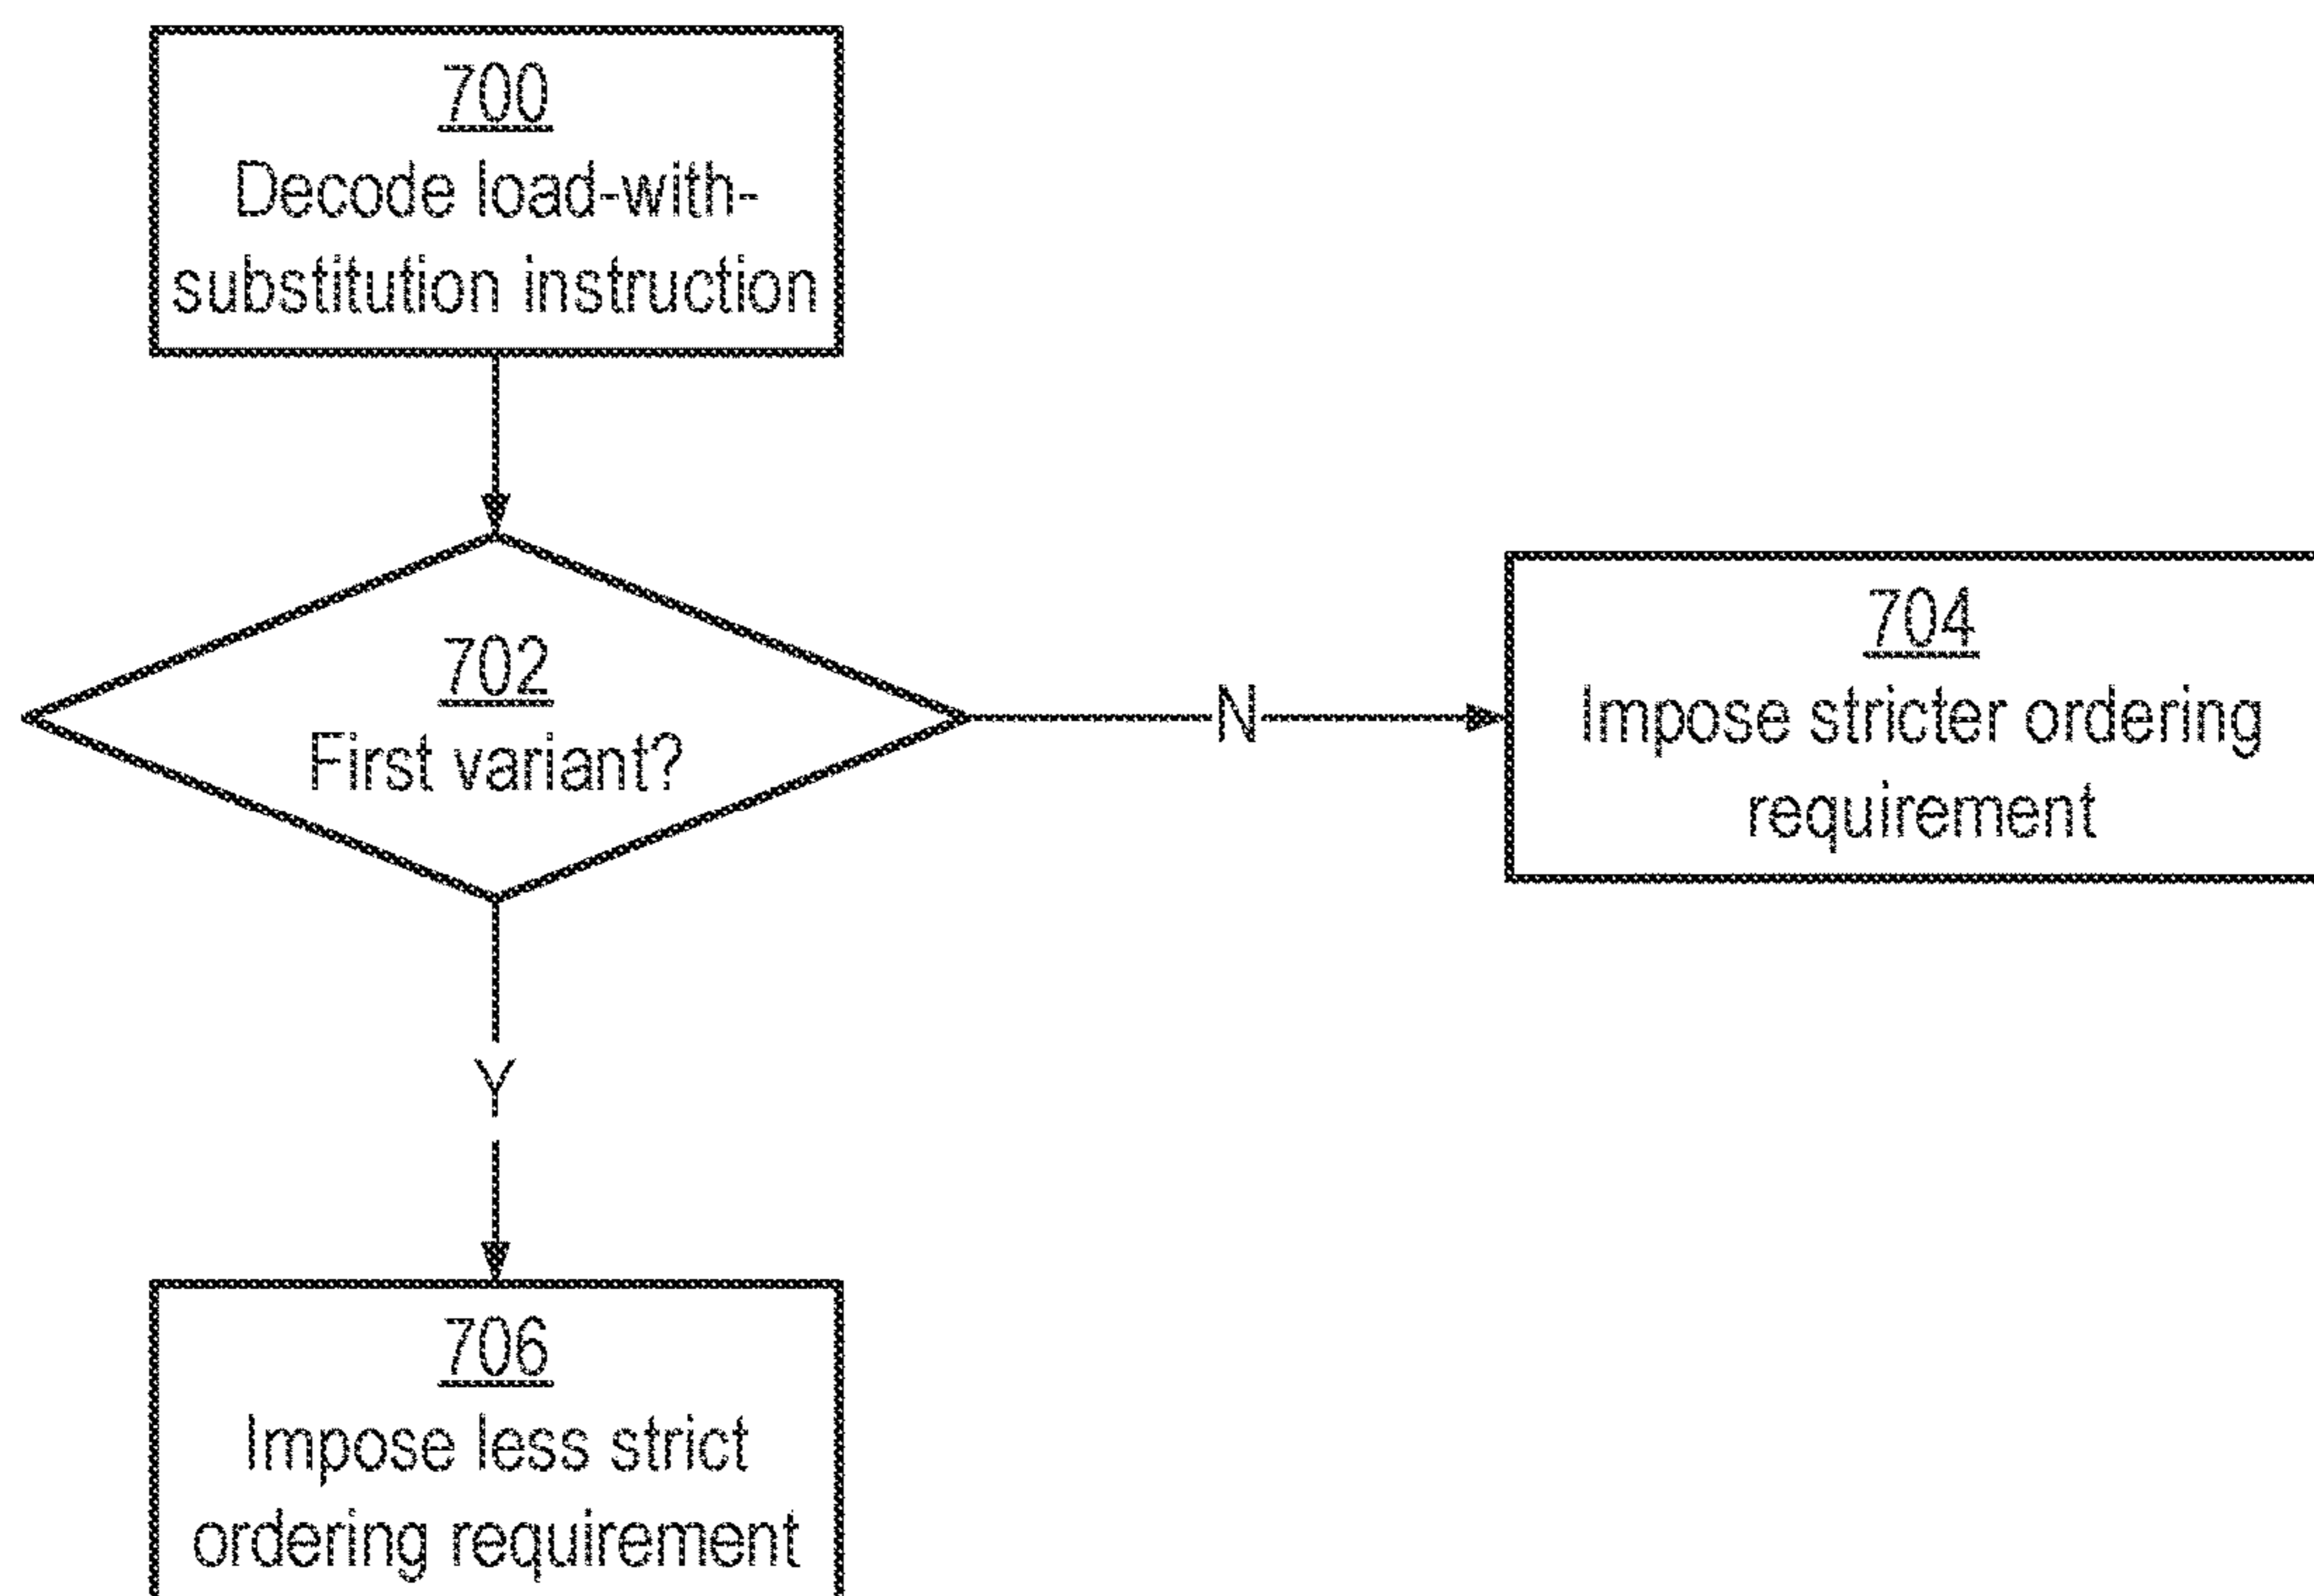 700
Decode load-with-
substitution instruction
702
First variant?
N
704
Impose stricter ordering
requirement
Y
706
Impose less strict
ordering requirement